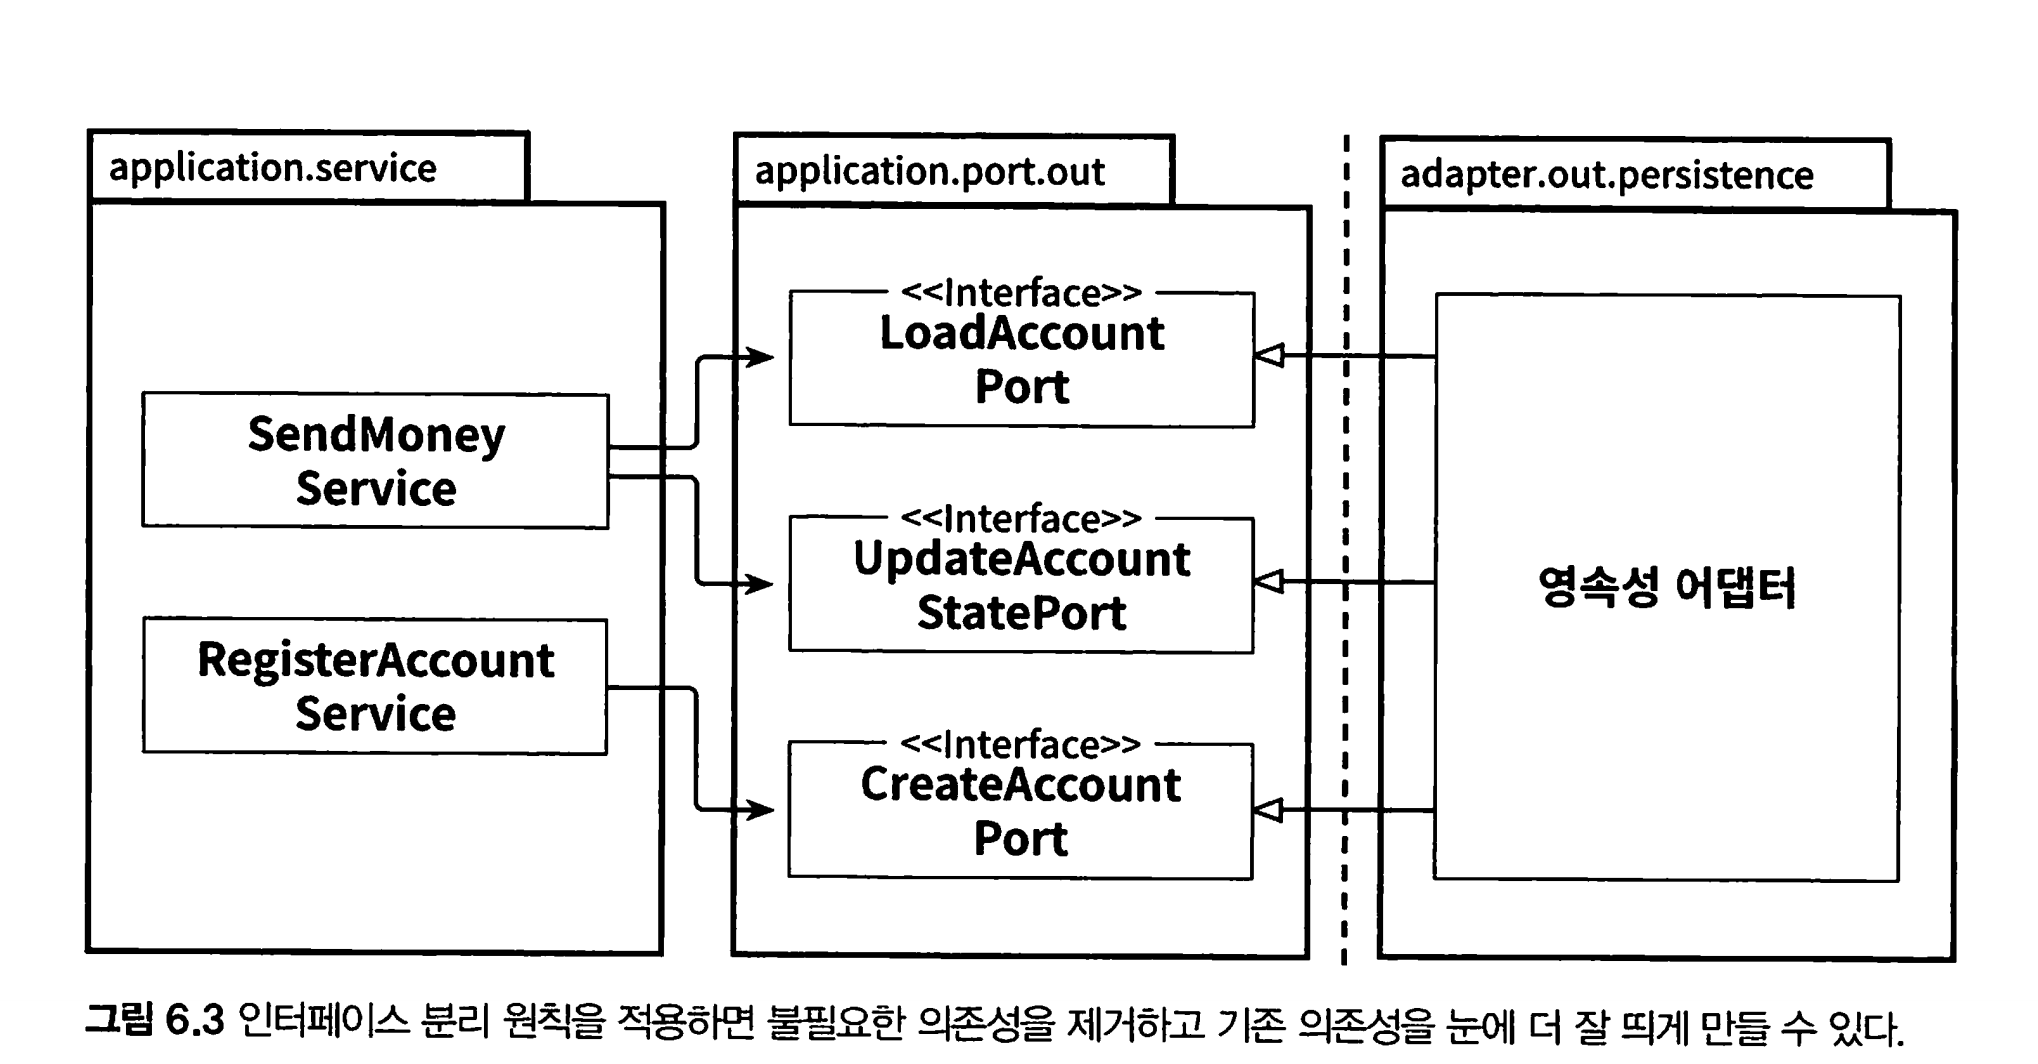 application.service
application.port.out
adapter.out.persistence
SendMoney
Service
RegisterAccount
Service
<<Interface>>
LoadAccount
Port
<<Interface>>
UpdateAccount
StatePort
<<Interface>>
CreateAccount
Port
영속성 어댑터
그림 6.3 인터페이스 분리 원칙을 적용하면 불필요한 의존성을 제거하고 기존 의존성을 눈에 더 잘 띄게 만들 수 있다.